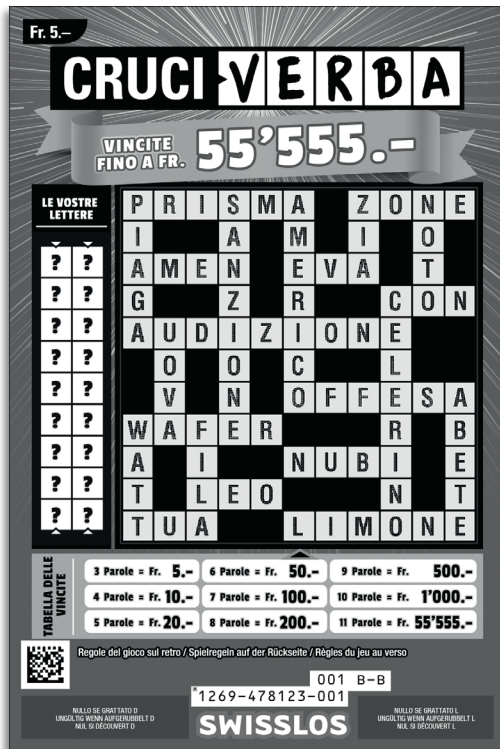 Fr. 5.–
CRUCI VERBA
VINCITE
FINO A FR. 55'555.–
LE VOSTRE
LETTERE
? ?
? ?
? ?
? ?
? ?
? ?
? ?
? ?
? ?
P R I S M A Z O N E
I A M I O
A M E N E V A T
G Z R C O N
A U D I Z I O N E
O O C L
V N O F F E S A
W A F E R R B
A I N U B I E
T L E O N T
T U A L I M O N E
TABELLA DELLE
VINCITE
3 Parole = Fr. 5.– 6 Parole = Fr. 50.– 9 Parole = Fr. 500.–
4 Parole = Fr. 10.– 7 Parole = Fr. 100.– 10 Parole = Fr. 1'000.–
5 Parole = Fr. 20.– 8 Parole = Fr. 200.– 11 Parole = Fr. 55'555.–
Regole del gioco sul retro / Spielregeln auf der Rückseite / Règles du jeu au verso
001 B–B
*1269-478123-001
NULLO SE GRATTATO D
UNGÜLTIG WENN AUFGERUBBELT D
NUL SI DÉCOUVERT D
SWISSLOS
NULLO SE GRATTATO L
UNGÜLTIG WENN AUFGERUBBELT L
NUL SI DÉCOUVERT L